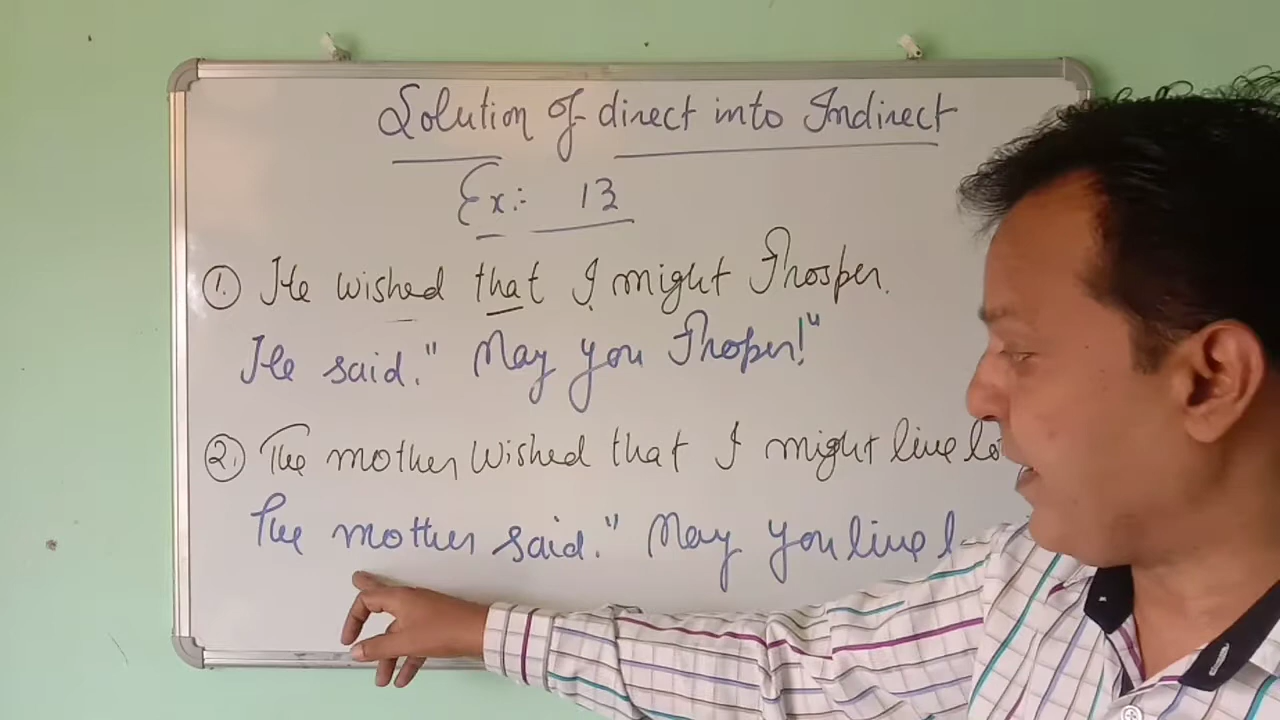 Solution of direct into Indirect
Ex:- 13
1. He wished that I might Prosper.
He said." May you Prosper!"
2. The mother wished that I might live
The mother said." May you live